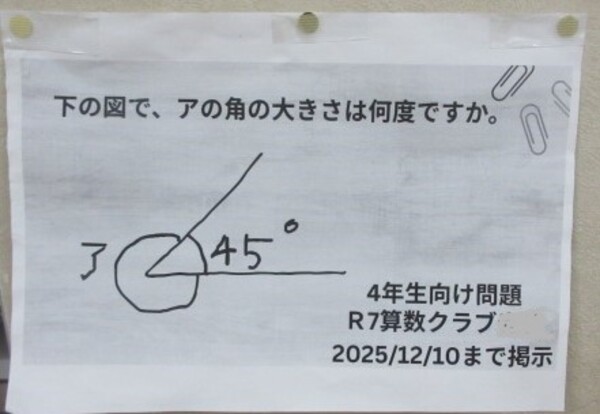 下の図で、アの角の大きさは何度ですか。
ア
45°
4年生向け問題
R7算数クラブ
2025/12/10まで掲示